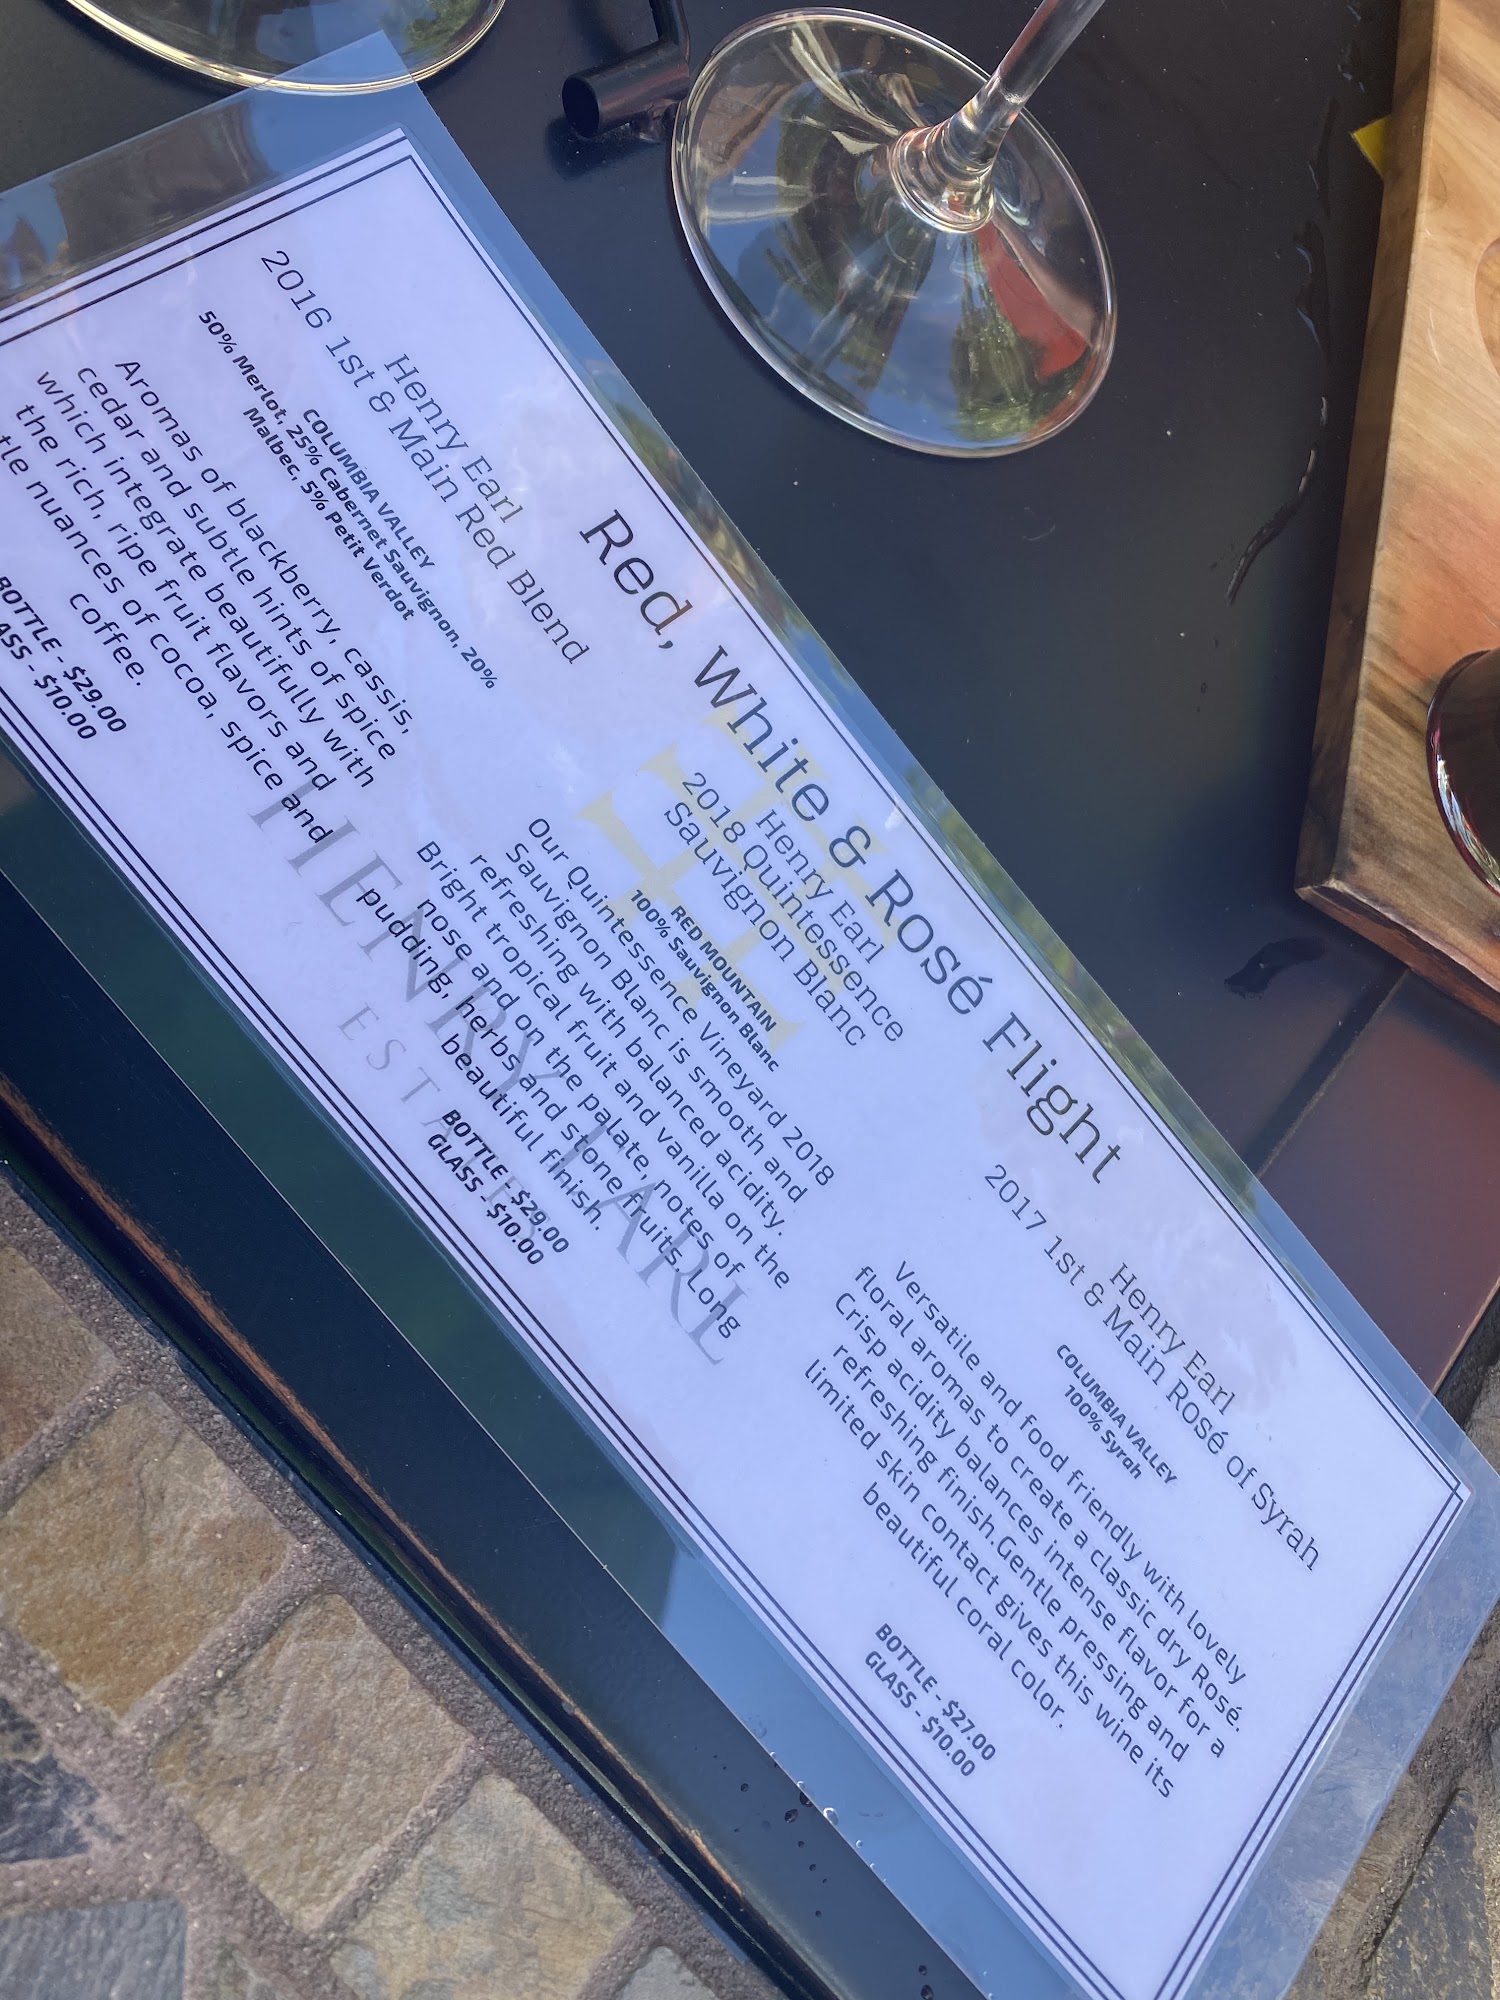 Red, White & Rosé Flight
Henry Earl
2016 1st & Main Red Blend
COLUMBIA VALLEY
50% Merlot, 25% Cabernet Sauvignon, 20%
Malbec, 5% Petit Verdot
Aromas of blackberry, cassis,
cedar and subtle hints of spice
which integrate beautifully with
the rich, ripe fruit flavors and
tle nuances of cocoa, spice and
coffee.
BOTTLE - $29.00
ASS - $10.00
Henry Earl
2018 Quintessence
Sauvignon Blanc
RED MOUNTAIN
100% Sauvignon Blanc
Our Quintessence Vineyard 2018
Sauvignon Blanc is smooth and
refreshing with balanced acidity.
Bright tropical fruit and vanilla on the
nose and on the palate, notes of
pudding, herbs and stone fruits. Long
beautiful finish.
BOTTLE - $29.00
GLASS - $10.00
Henry Earl
2017 1st & Main Rosé of Syrah
COLUMBIA VALLEY
100% Syrah
Versatile and food friendly with lovely
floral aromas to create a classic dry Rosé.
Crisp acidity balances intense flavor for a
refreshing finish.Gentle pressing and
limited skin contact gives this wine its
beautiful coral color.
BOTTLE - $27.00
GLASS - $10.00
HENRY EARL
ESTATES